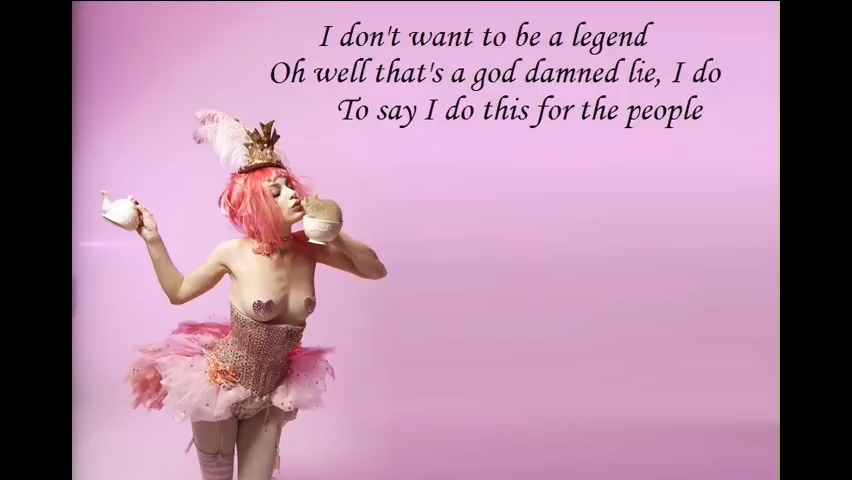 I don't want to be a legend
Oh well that's a god damned lie, I do
To say I do this for the people